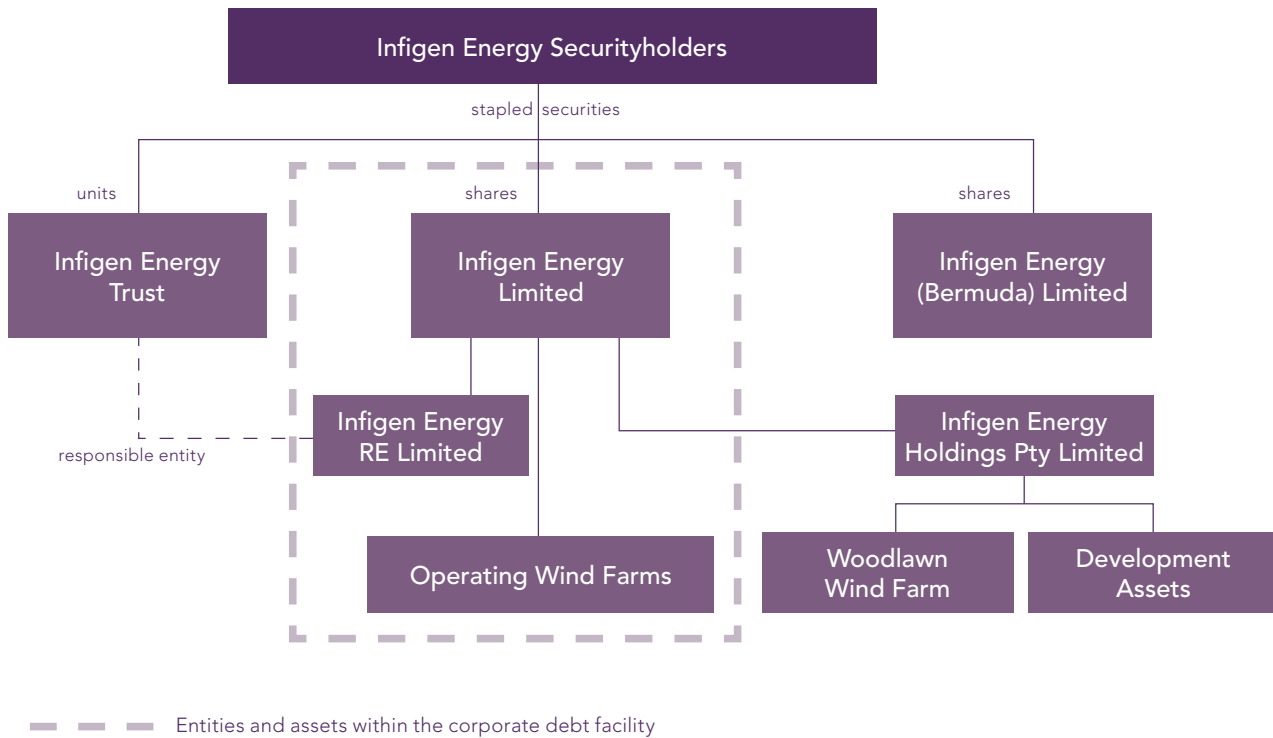 Infigen Energy Securityholders
stapled securities
units
shares
shares
Infigen Energy
Trust
Infigen Energy
Limited
Infigen Energy
(Bermuda) Limited
Infigen Energy
RE Limited
Infigen Energy
Holdings Pty Limited
responsible entity
Operating Wind Farms
Woodlawn
Wind Farm
Development
Assets
Entities and assets within the corporate debt facility